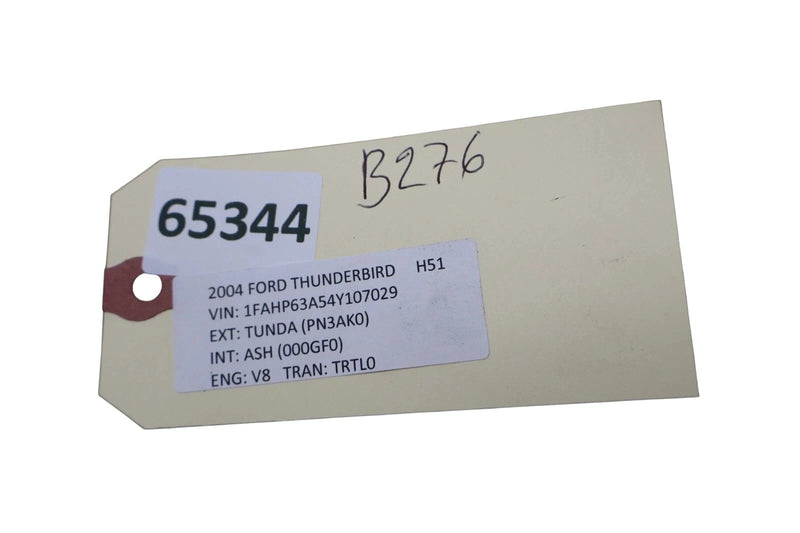 B276
65344
2004 FORD THUNDERBIRD H51
VIN: 1FAHP63A54Y107029
EXT: TUNDA (PN3AK0)
INT: ASH (000GF0)
ENG: V8 TRAN: TRTL0